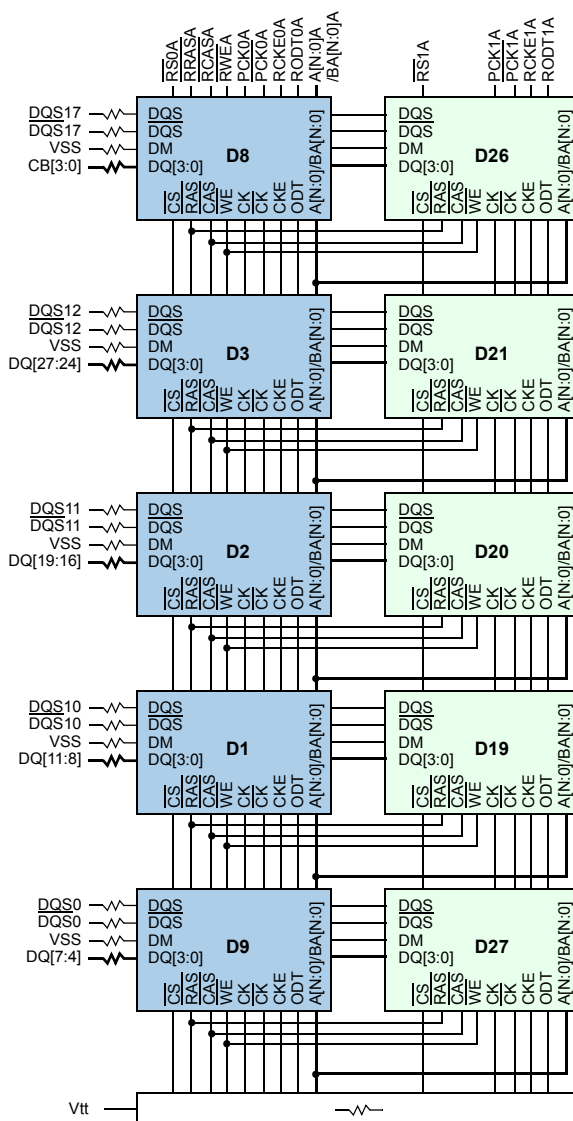 RS0A
RRASA
RCASA
RWEA
PCK0A
PCK0A
RCKE0A
RODT0A
A[N:0]A
/BA[N:0]A
RS1A
PCK1A
PCK1A
RCKE1A
RODT1A
DQS17
DQS17
VSS
CB[3:0]
DQS
DQS
DM
DQ[3:0]
D8
CS
RAS
CAS
WE
CK
CK
CKE
ODT
A[N:0]/BA[N:0]
DQS
DQS
DM
DQ[3:0]
D26
CS
RAS
CAS
WE
CK
CK
CKE
ODT
A[N:0]/BA[N:0]
DQS12
DQS12
VSS
DQ[27:24]
DQS
DQS
DM
DQ[3:0]
D3
CS
RAS
CAS
WE
CK
CK
CKE
ODT
A[N:0]/BA[N:0]
DQS
DQS
DM
DQ[3:0]
D21
CS
RAS
CAS
WE
CK
CK
CKE
ODT
A[N:0]/BA[N:0]
DQS11
DQS11
VSS
DQ[19:16]
DQS
DQS
DM
DQ[3:0]
D2
CS
RAS
CAS
WE
CK
CK
CKE
ODT
A[N:0]/BA[N:0]
DQS
DQS
DM
DQ[3:0]
D20
CS
RAS
CAS
WE
CK
CK
CKE
ODT
A[N:0]/BA[N:0]
DQS10
DQS10
VSS
DQ[11:8]
DQS
DQS
DM
DQ[3:0]
D1
CS
RAS
CAS
WE
CK
CK
CKE
ODT
A[N:0]/BA[N:0]
DQS
DQS
DM
DQ[3:0]
D19
CS
RAS
CAS
WE
CK
CK
CKE
ODT
A[N:0]/BA[N:0]
DQS0
DQS0
VSS
DQ[7:4]
DQS
DQS
DM
DQ[3:0]
D9
CS
RAS
CAS
WE
CK
CK
CKE
ODT
A[N:0]/BA[N:0]
DQS
DQS
DM
DQ[3:0]
D27
CS
RAS
CAS
WE
CK
CK
CKE
ODT
A[N:0]/BA[N:0]
Vtt